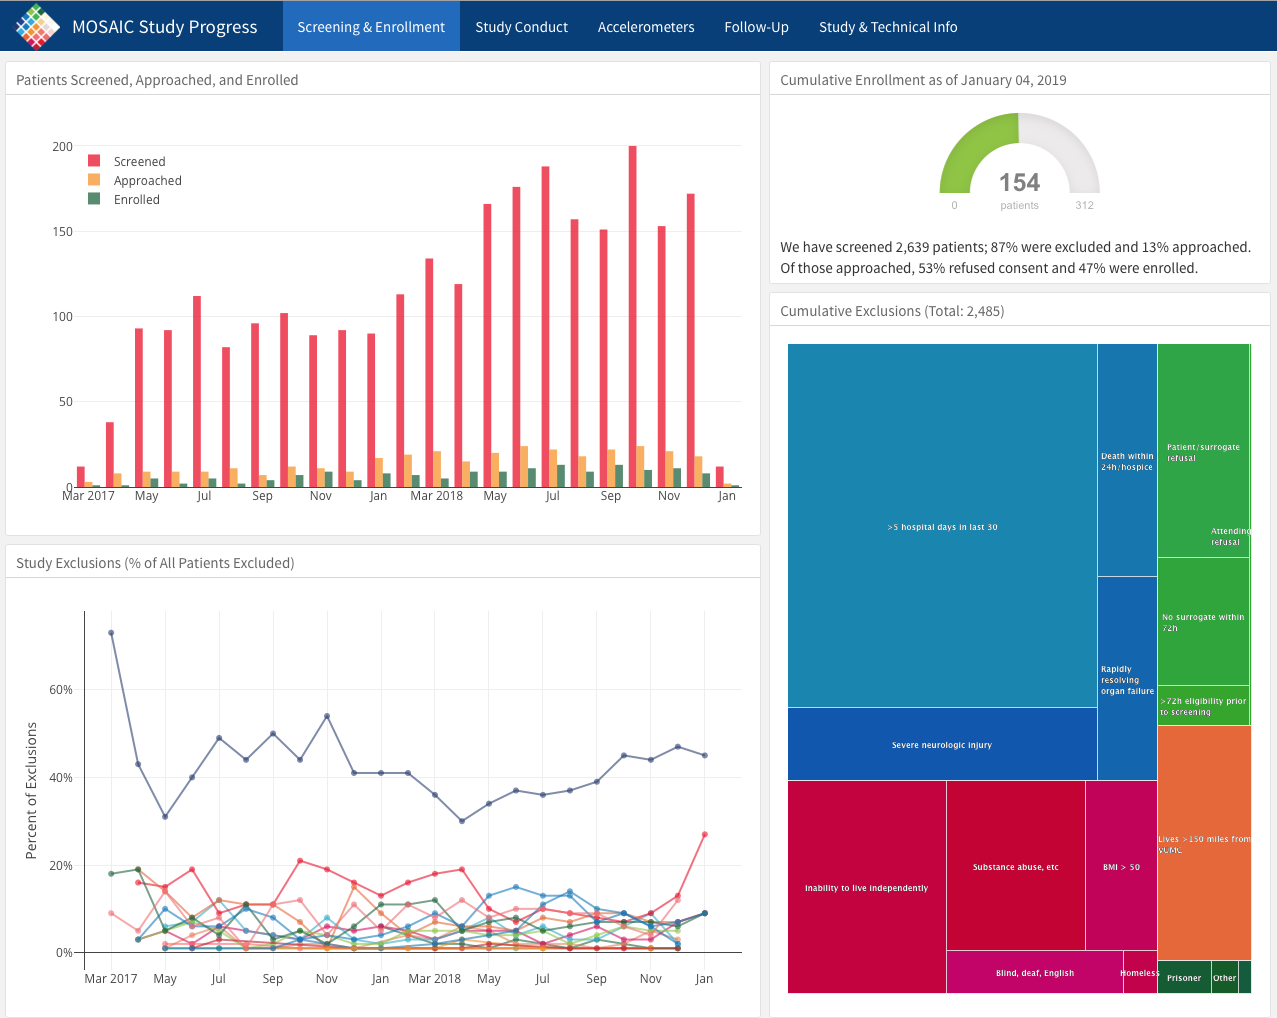 MOSAIC Study Progress
Screening & Enrollment
Study Conduct
Accelerometers
Follow-Up
Study & Technical Info
Patients Screened, Approached, and Enrolled
200
150
100
50
0
Screened
Approached
Enrolled
Mar 2017
May
Jul
Sep
Nov
Jan
Mar 2018
May
Jul
Sep
Nov
Jan
Study Exclusions (% of All Patients Excluded)
Percent of Exclusions
60%
40%
20%
0%
Mar 2017
May
Jul
Sep
Nov
Jan
Mar 2018
May
Jul
Sep
Nov
Jan
Cumulative Enrollment as of January 04, 2019
154
0
patients
312
We have screened 2,639 patients; 87% were excluded and 13% approached.
Of those approached, 53% refused consent and 47% were enrolled.
Cumulative Exclusions (Total: 2,485)
>5 hospital days in last 30
Death within
24h/hospice
Patient/surrogate
refusal
Attending
refusal
No surrogate within
72h
Rapidly
resolving
organ failure
>72h eligibility prior
to screening
Severe neurologic injury
Lives >150 miles from
VUMC
Inability to live independently
Substance abuse, etc
BMI > 50
Blind, deaf, English
Homeless
Prisoner
Other